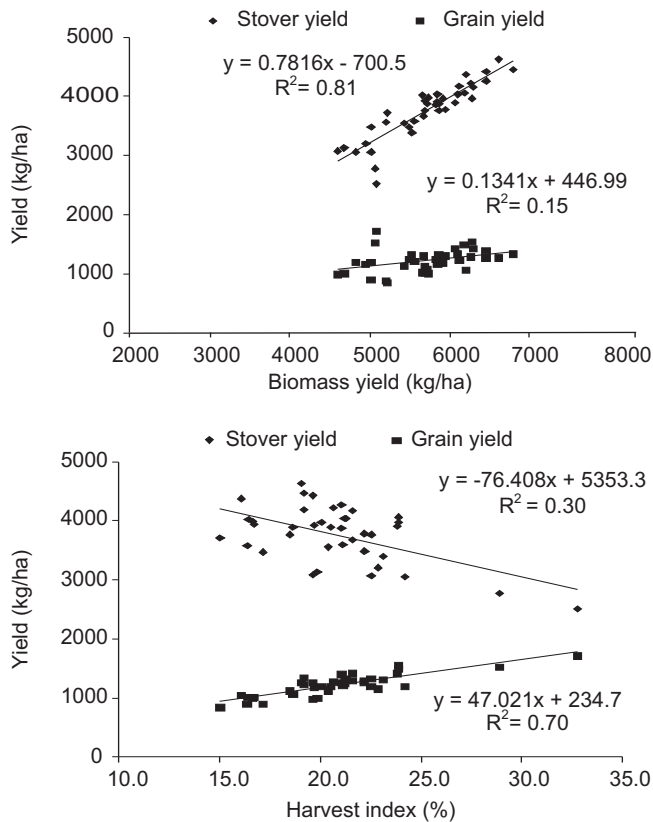 Stover yield Grain yield
5000
4000
3000
2000
1000
0
Yield (kg/ha)
y = 0.7816x - 700.5
R²= 0.81
y = 0.1341x + 446.99
R²= 0.15
2000 3000 4000 5000 6000 7000 8000
Biomass yield (kg/ha)
Stover yield Grain yield
5000
4000
3000
2000
1000
0
Yield (kg/ha)
y = -76.408x + 5353.3
R² = 0.30
y = 47.021x + 234.7
R² = 0.70
10.0 15.0 20.0 25.0 30.0 35.0
Harvest index (%)